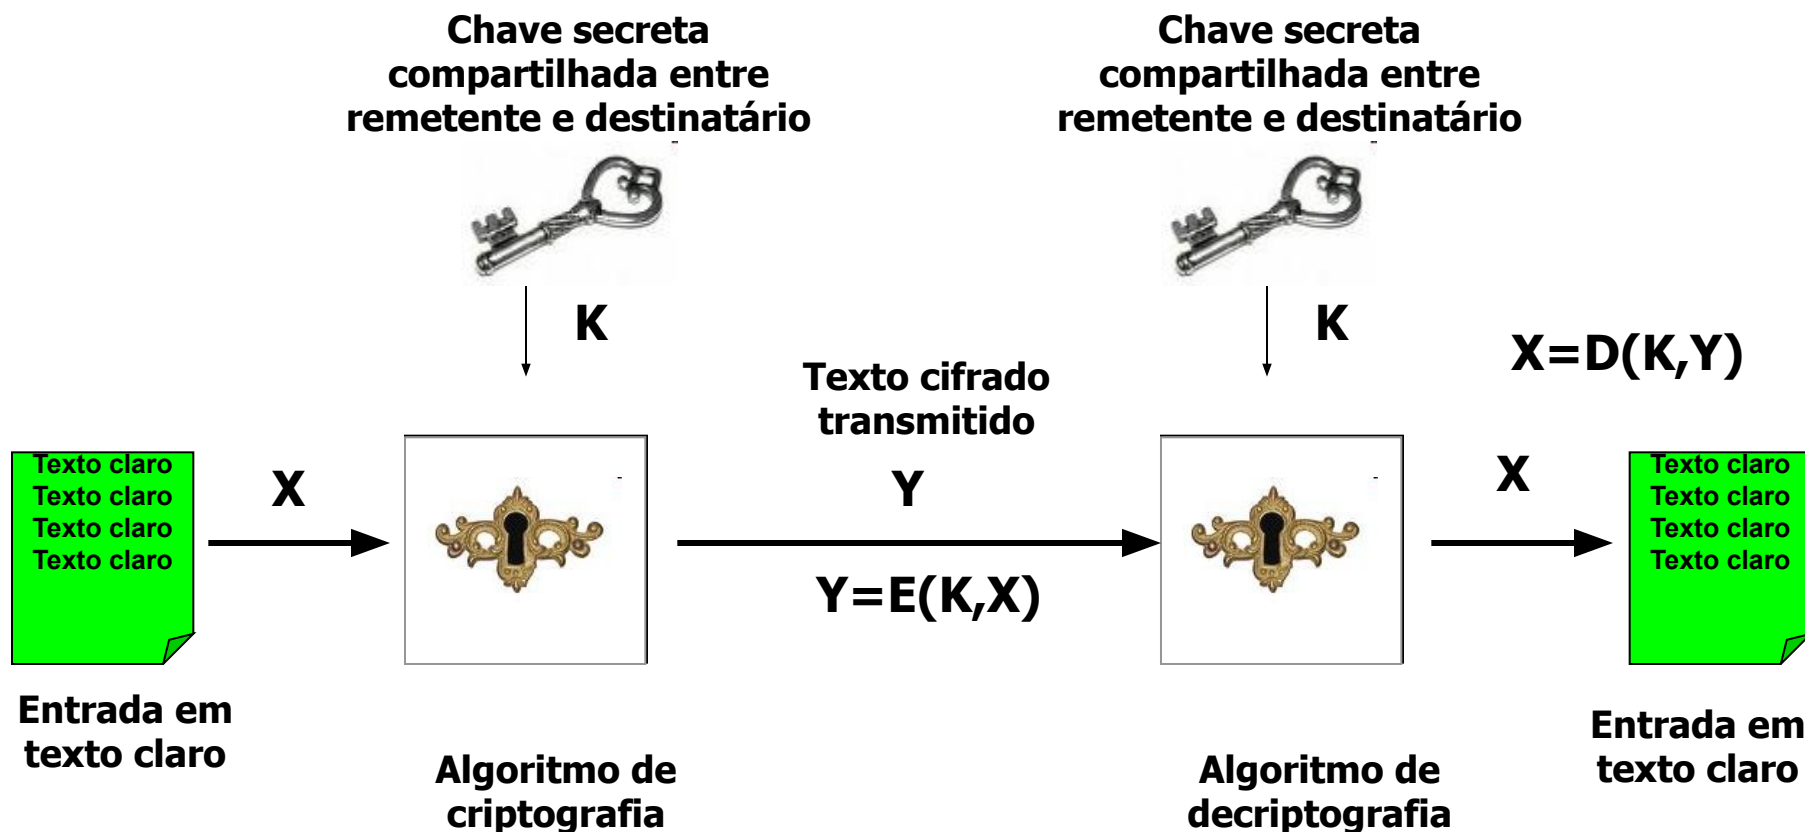 Chave secreta
compartilhada entre
remetente e destinatário
Chave secreta
compartilhada entre
remetente e destinatário
K
K
X=D(K,Y)
Texto cifrado
transmitido
Texto claro
Texto claro
Texto claro
Texto claro
X
Y
Y=E(K,X)
X
Texto claro
Texto claro
Texto claro
Texto claro
Entrada em
texto claro
Algoritmo de
criptografia
Algoritmo de
decriptografia
Entrada em
texto claro